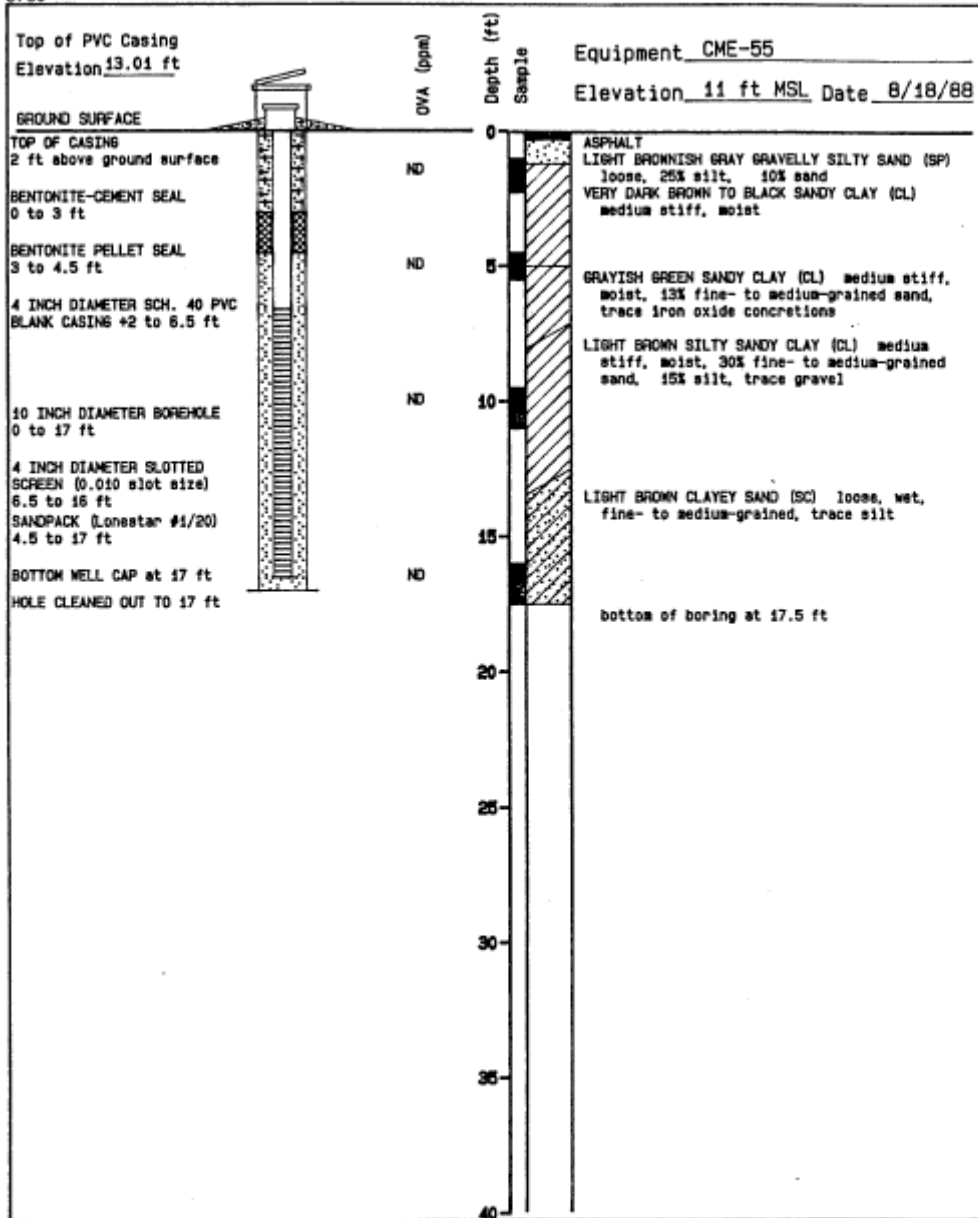 Top of PVC Casing
Elevation 13.01 ft
GROUND SURFACE
TOP OF CASING
2 ft above ground surface
BENTONITE-CEMENT SEAL
0 to 3 ft
BENTONITE PELLET SEAL
3 to 4.5 ft
4 INCH DIAMETER SCH. 40 PVC
BLANK CASING +2 to 6.5 ft
10 INCH DIAMETER BOREHOLE
0 to 17 ft
4 INCH DIAMETER SLOTTED
SCREEN (0.010 slot size)
6.5 to 16 ft
SANDPACK (Lonestar #1/20)
4.5 to 17 ft
BOTTOM WELL CAP at 17 ft
HOLE CLEANED OUT TO 17 ft
OVA (ppm)
ND
ND
ND
ND
Depth (ft)
Sample
0
5
10
15
20
25
30
35
40
Equipment CME-55
Elevation 11 ft MSL Date 8/18/88
ASPHALT
LIGHT BROWNISH GRAY GRAVELLY SILTY SAND (SP)
loose, 25% silt, 10% sand
VERY DARK BROWN TO BLACK SANDY CLAY (CL)
medium stiff, moist
GRAYISH GREEN SANDY CLAY (CL) medium stiff,
moist, 13% fine- to medium-grained sand,
trace iron oxide concretions
LIGHT BROWN SILTY SANDY CLAY (CL) medium
stiff, moist, 30% fine- to medium-grained
sand, 15% silt, trace gravel
LIGHT BROWN CLAYEY SAND (SC) loose, wet,
fine- to medium-grained, trace silt
bottom of boring at 17.5 ft